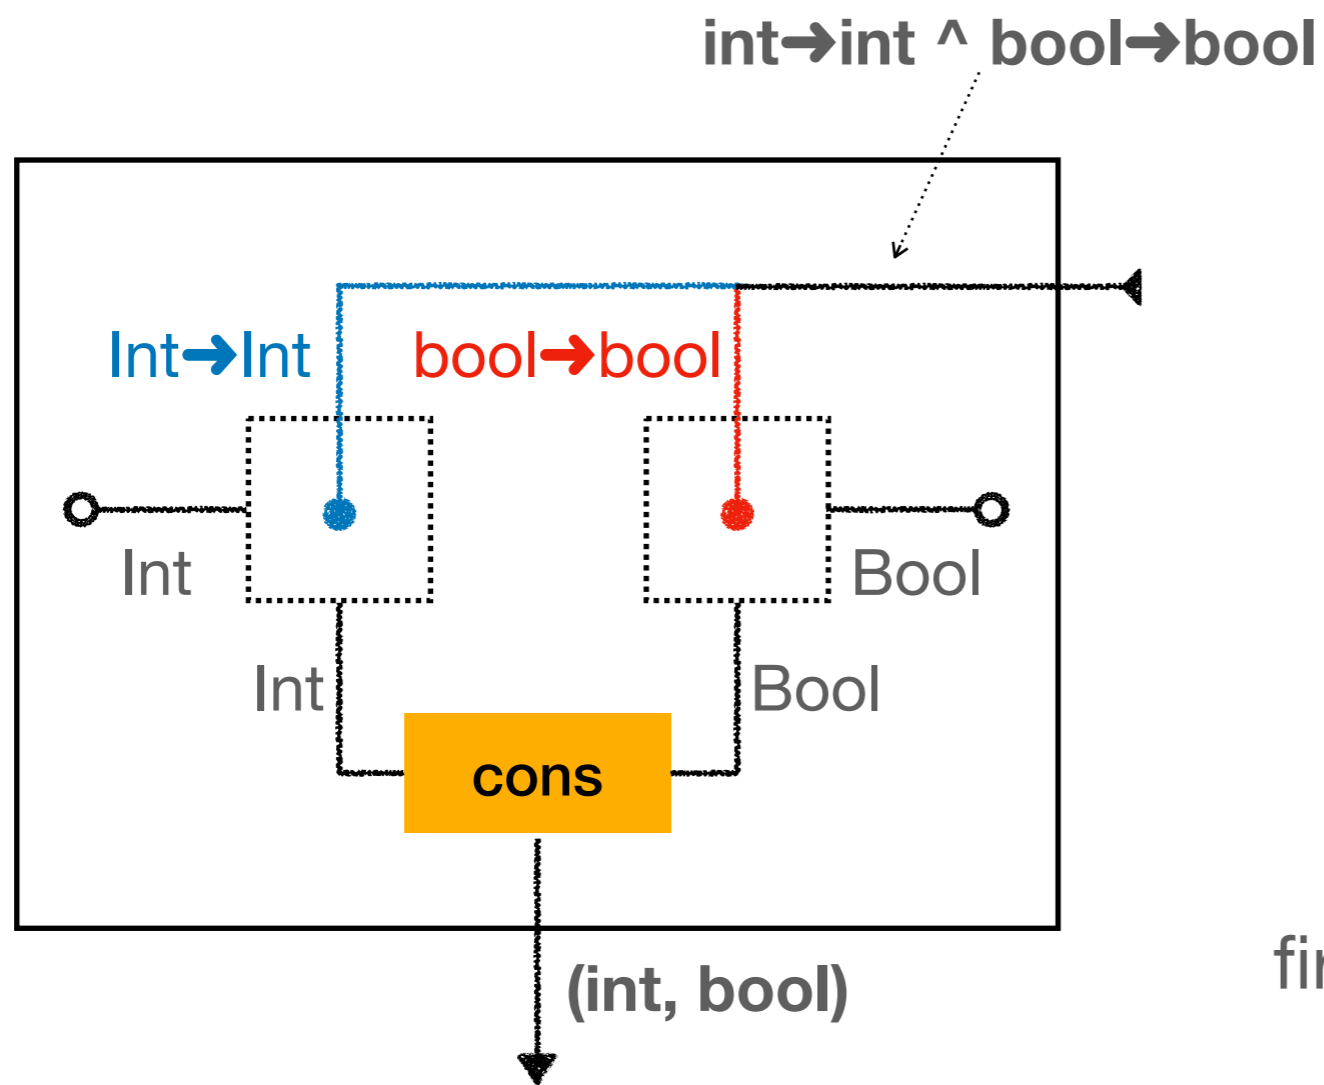 int➜int ^ bool➜bool
Int➜Int
bool➜bool
Int
Bool
Int
Bool
cons
(int, bool)